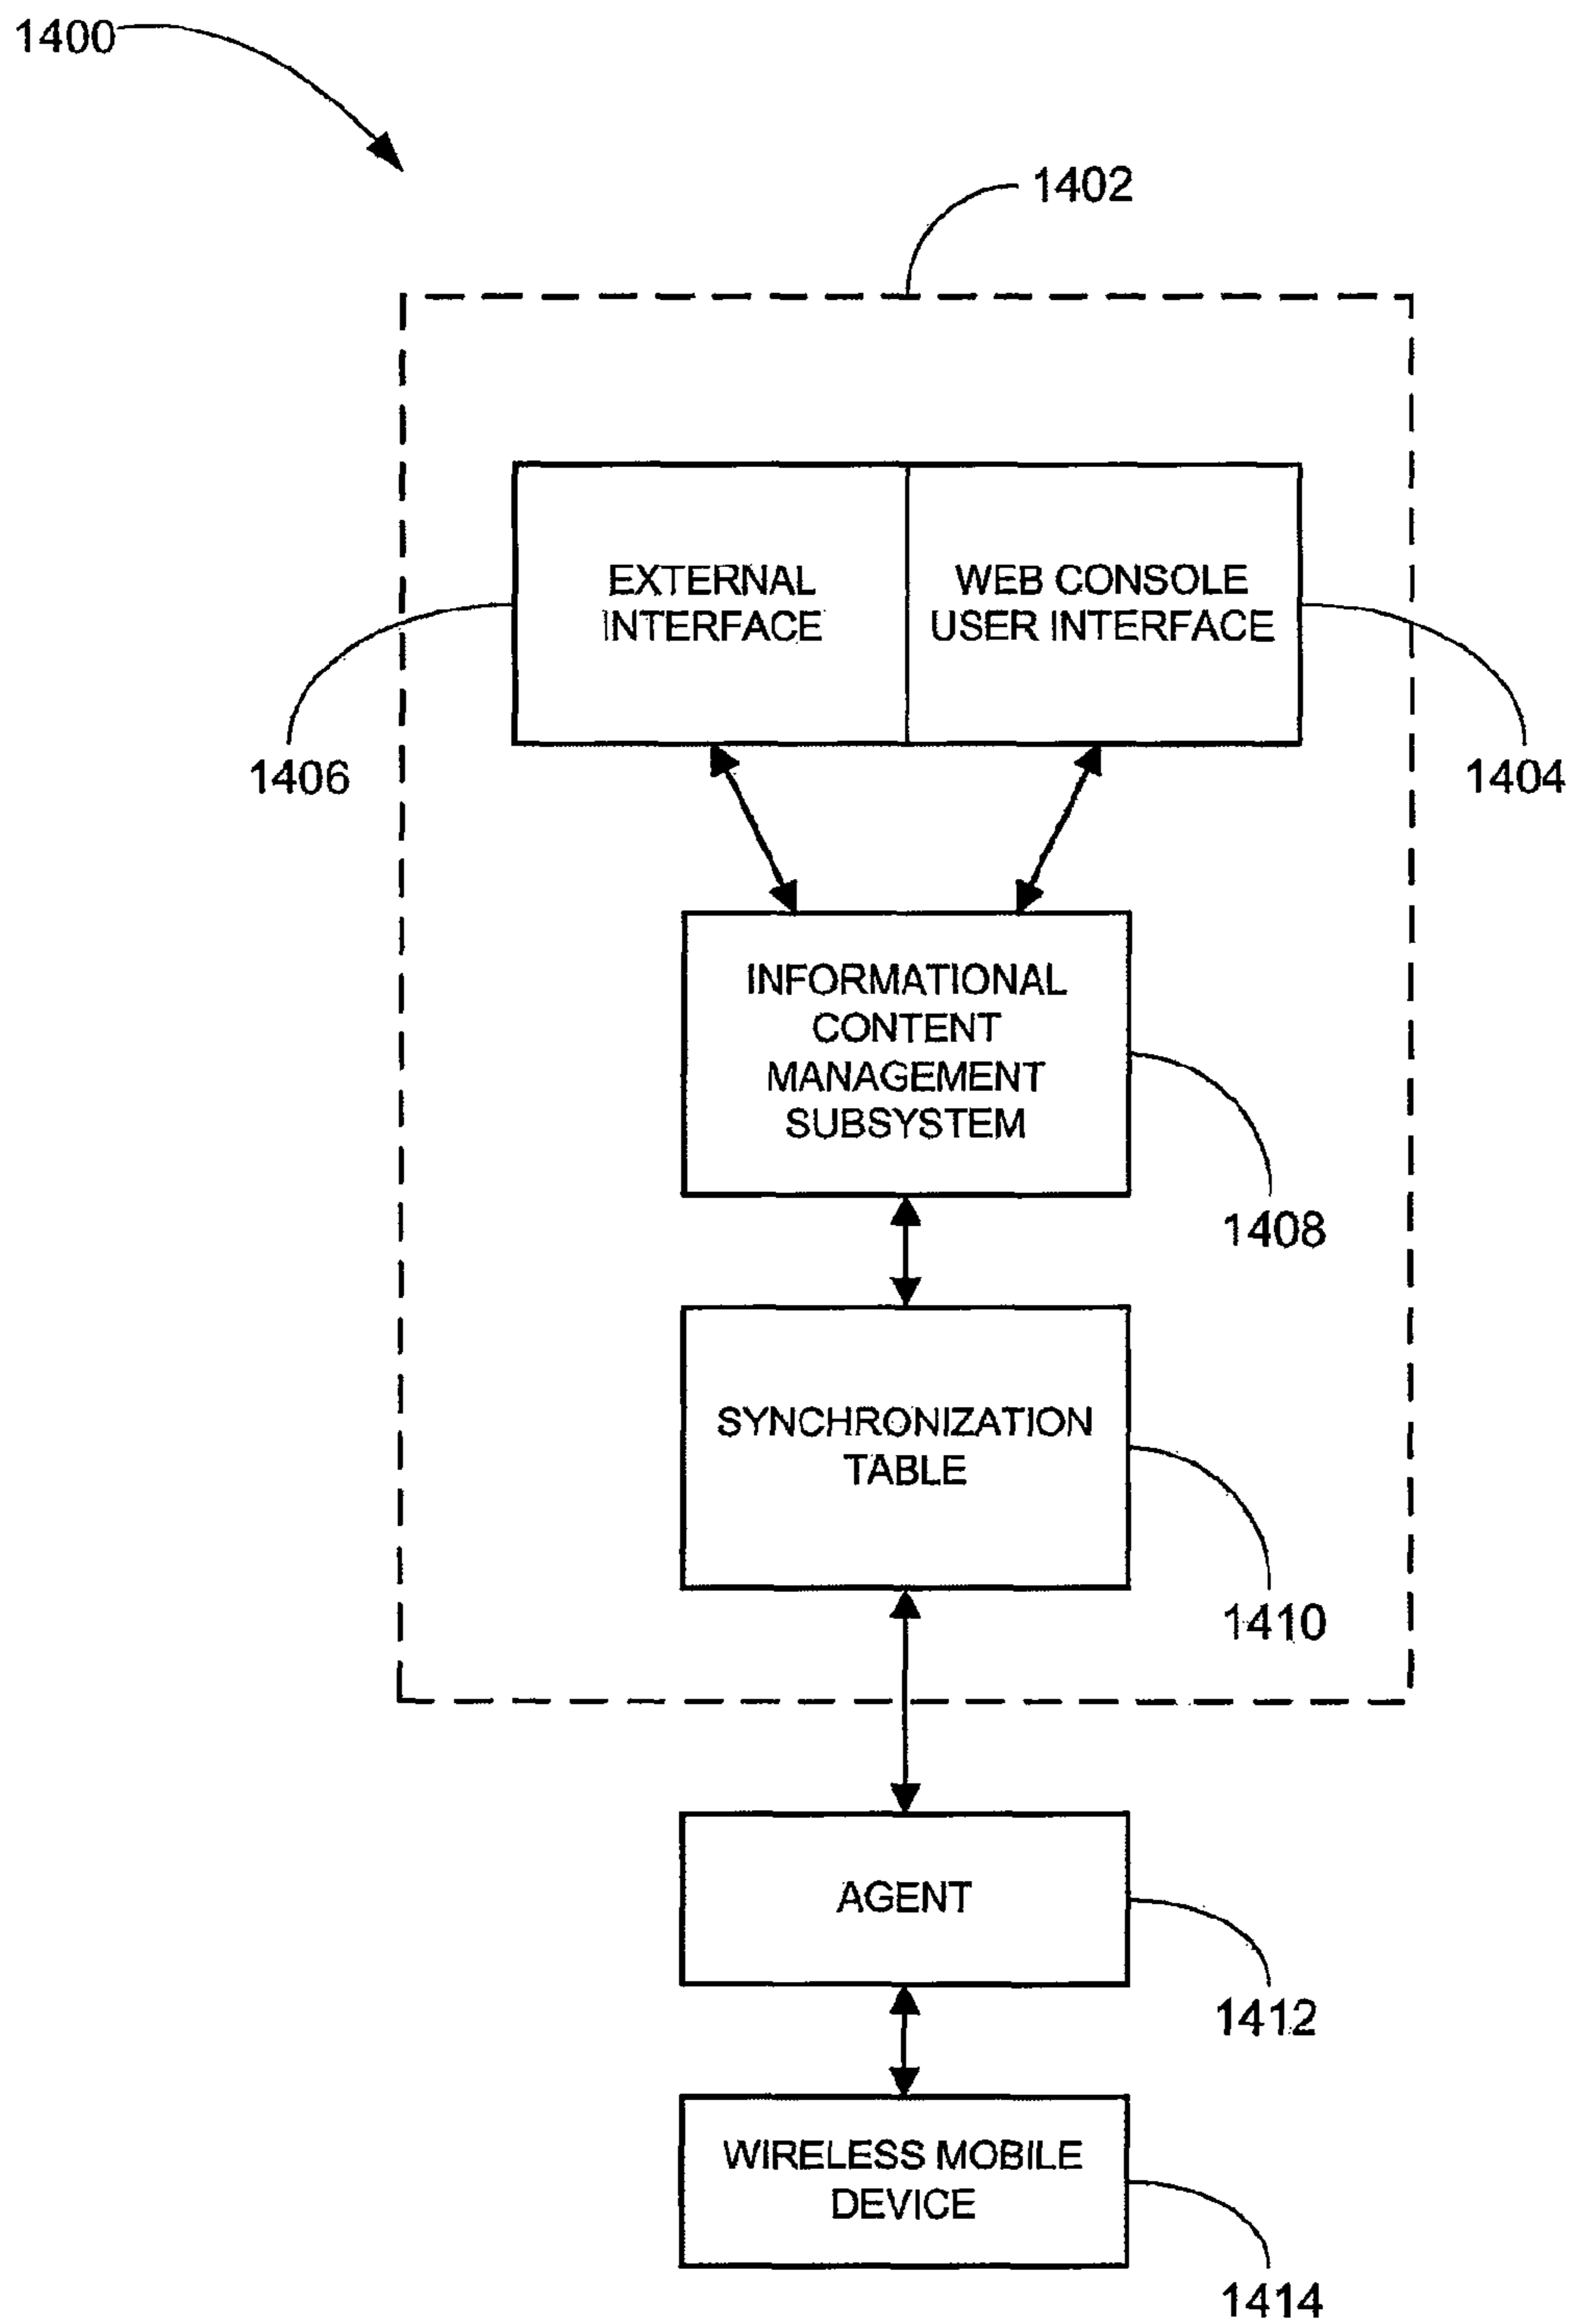 1400
1402
EXTERNAL
INTERFACE
WEB CONSOLE
USER INTERFACE
1406
1404
INFORMATIONAL
CONTENT
MANAGEMENT
SUBSYSTEM
1408
SYNCHRONIZATION
TABLE
1410
AGENT
1412
WIRELESS MOBILE
DEVICE
1414